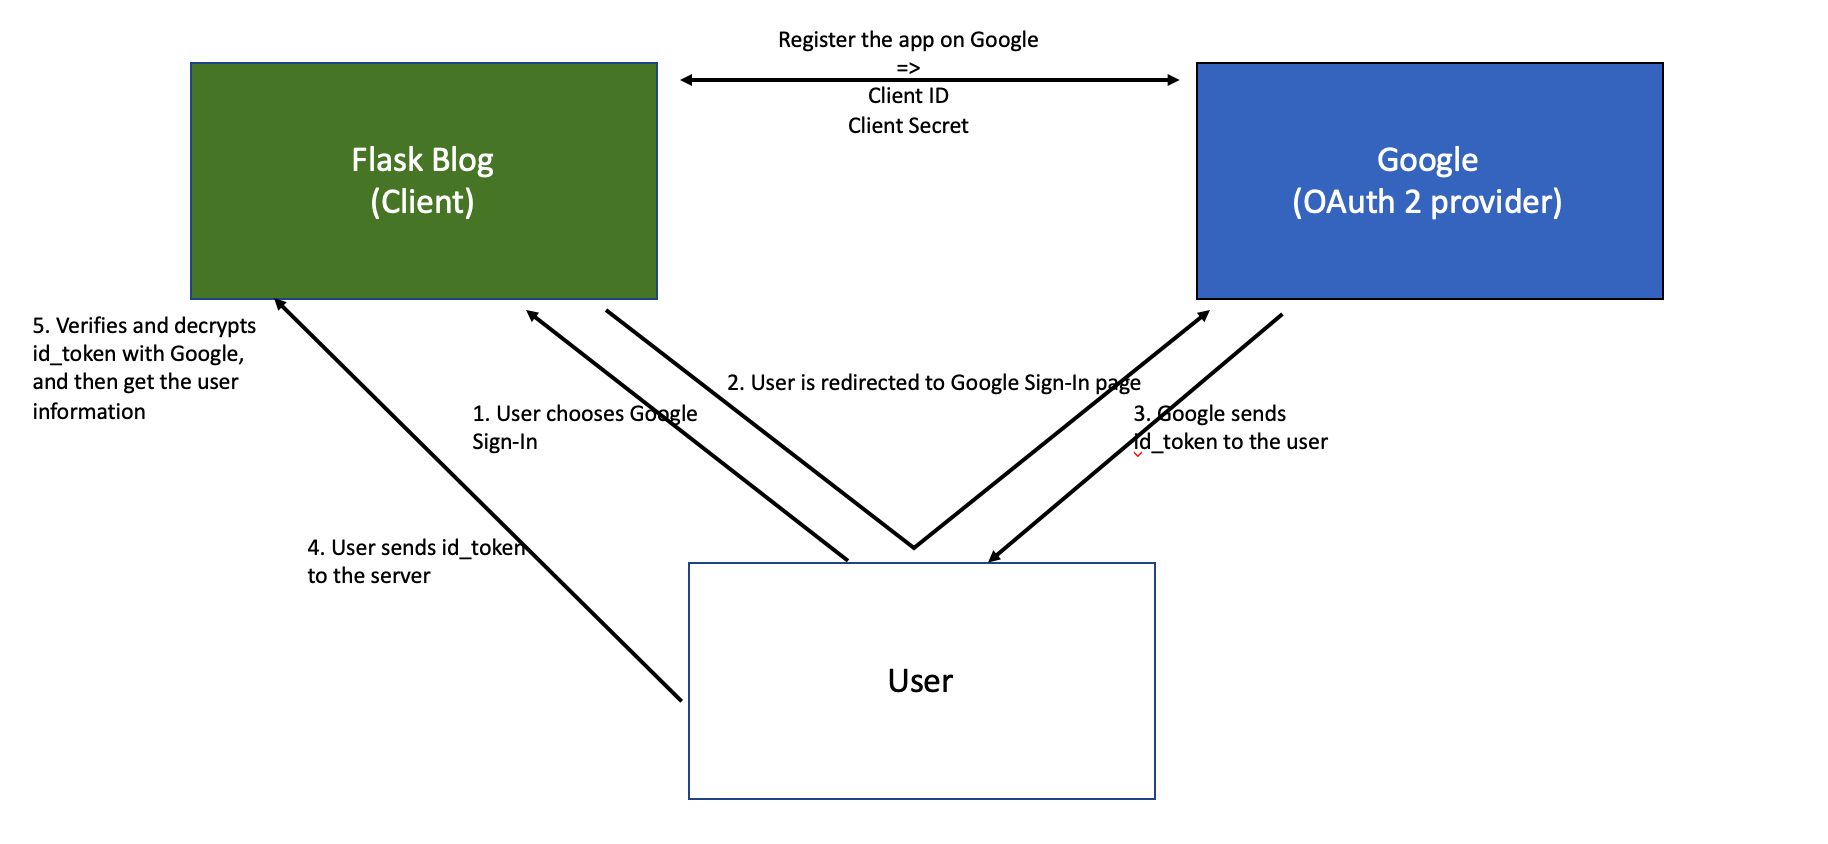 Register the app on Google
=>
Client ID
Client Secret
Flask Blog
(Client)
Google
(OAuth 2 provider)
5. Verifies and decrypts
id_token with Google,
and then get the user
information
2. User is redirected to Google Sign-In page
1. User chooses Google
Sign-In
3. Google sends
id_token to the user
4. User sends id_token
to the server
User